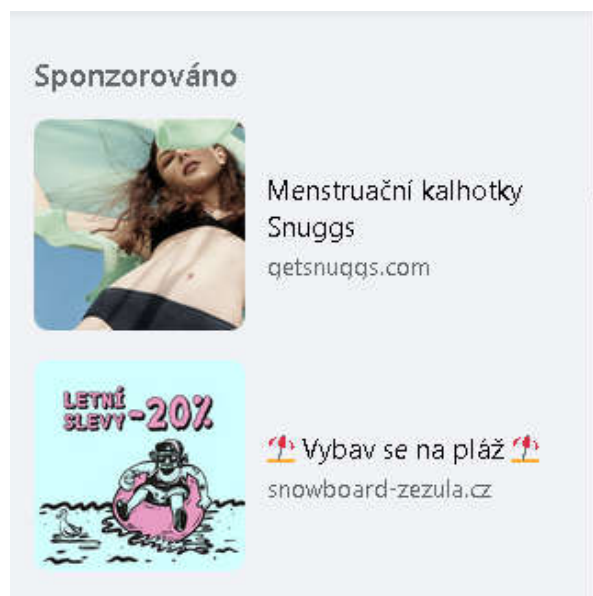 Sponzorováno
Menstruační kalhotky
Snuggs
getsnuggs.com
LETNÍ
SLEVY -20%
⛱️ Vybav se na pláž ⛱️
snowboard-zezula.cz